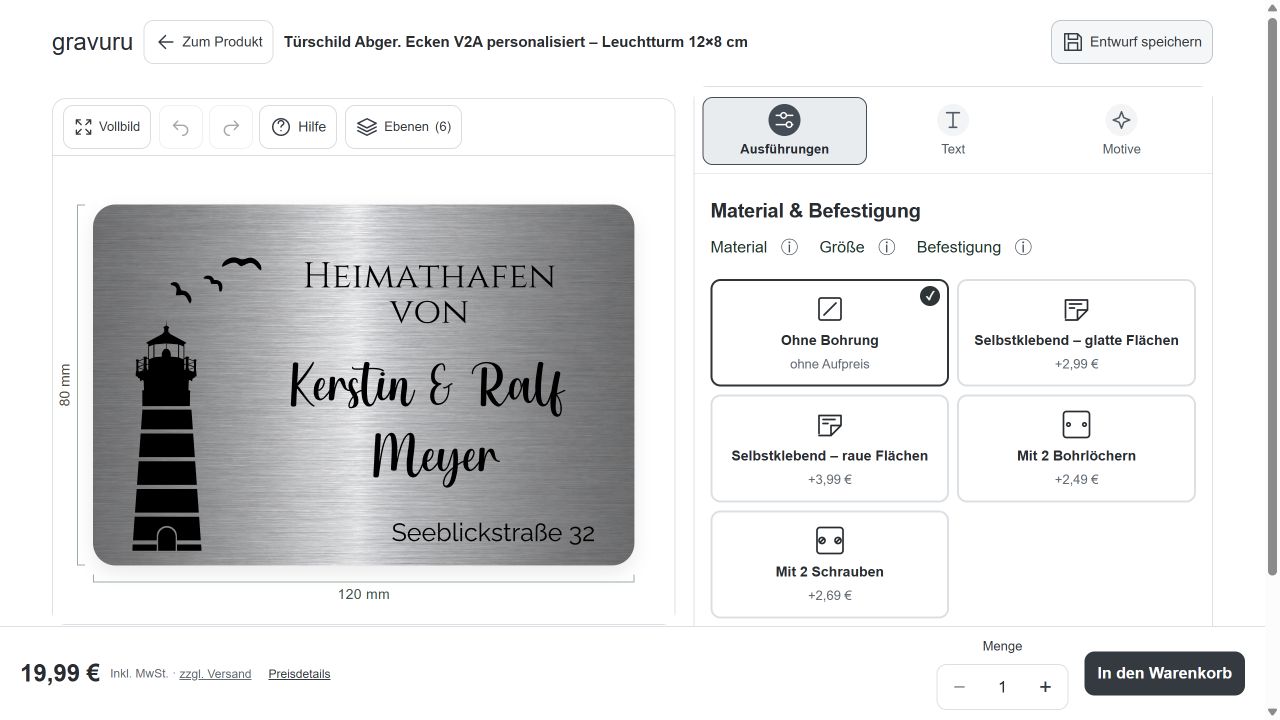 gravuru
Zum Produkt
Türschild Abger. Ecken V2A personalisiert – Leuchtturm 12×8 cm
Entwurf speichern
Vollbild
Hilfe
Ebenen (6)
Ausführungen
Text
Motive
80 mm
Heimathafen
von
Kerstin & Ralf
Meyer
Seeblickstraße 32
120 mm
Material & Befestigung
Material
Größe
Befestigung
Ohne Bohrung
ohne Aufpreis
Selbstklebend – glatte Flächen
+2,99 €
Selbstklebend – raue Flächen
+3,99 €
Mit 2 Bohrlöchern
+2,49 €
Mit 2 Schrauben
+2,69 €
19,99 €
Inkl. MwSt. · zzgl. Versand
Preisdetails
Menge
1
In den Warenkorb